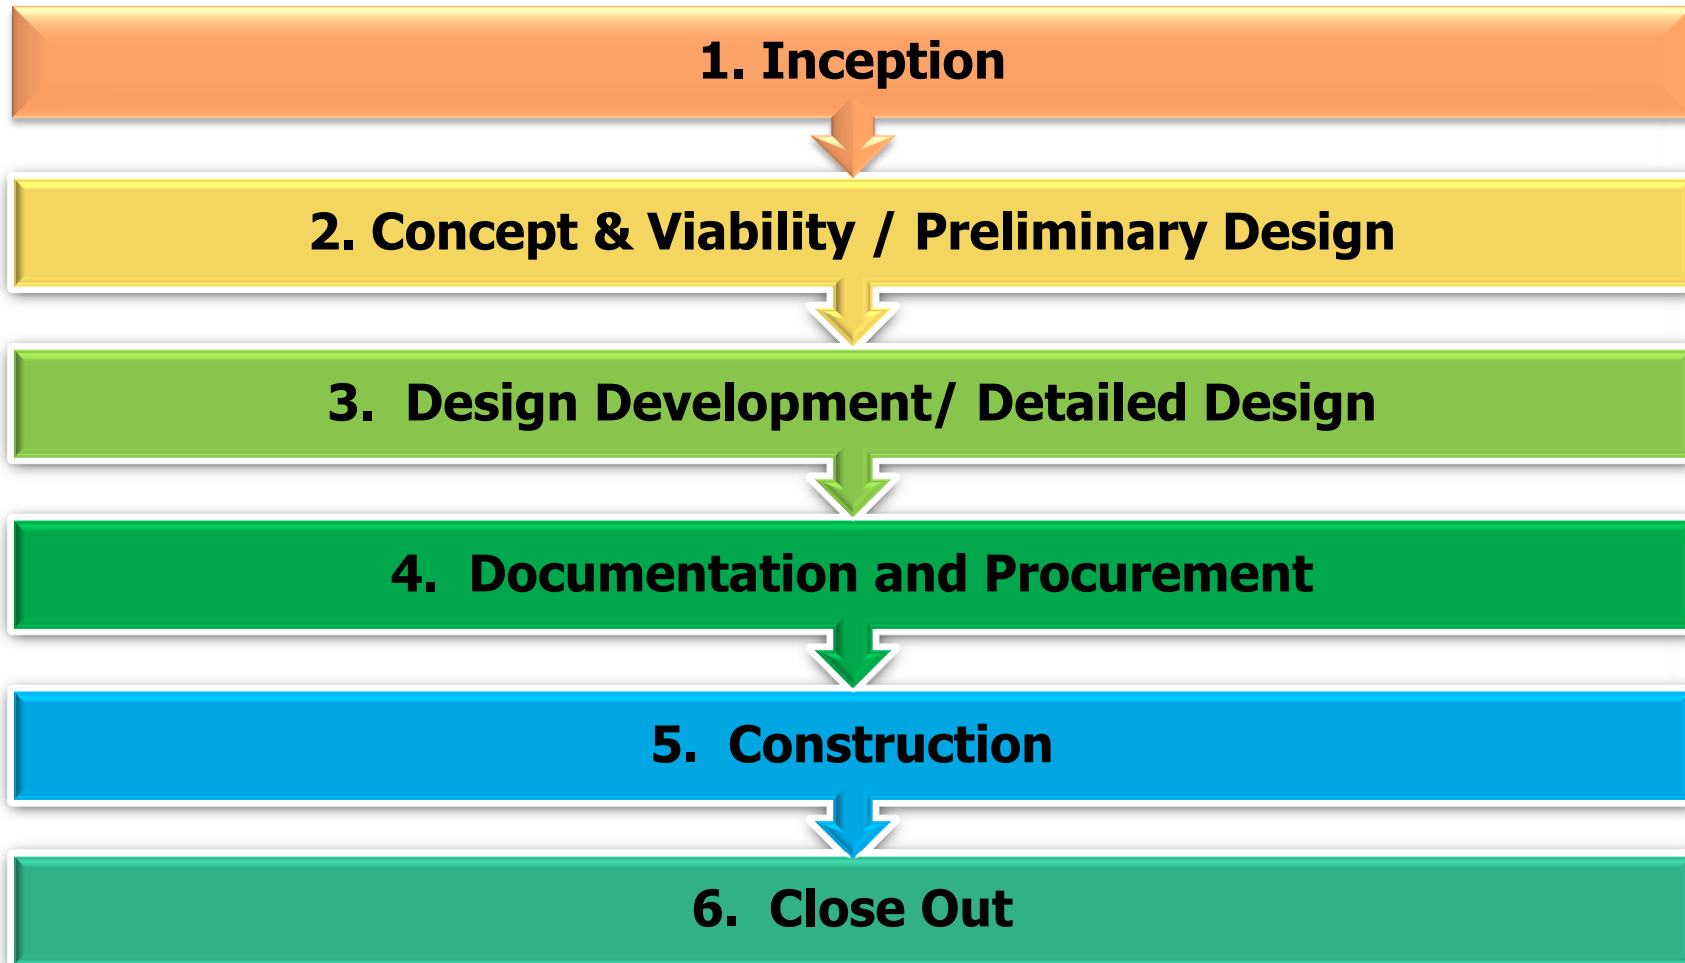 1. Inception
2. Concept & Viability / Preliminary Design
3. Design Development/ Detailed Design
4. Documentation and Procurement
5. Construction
6. Close Out